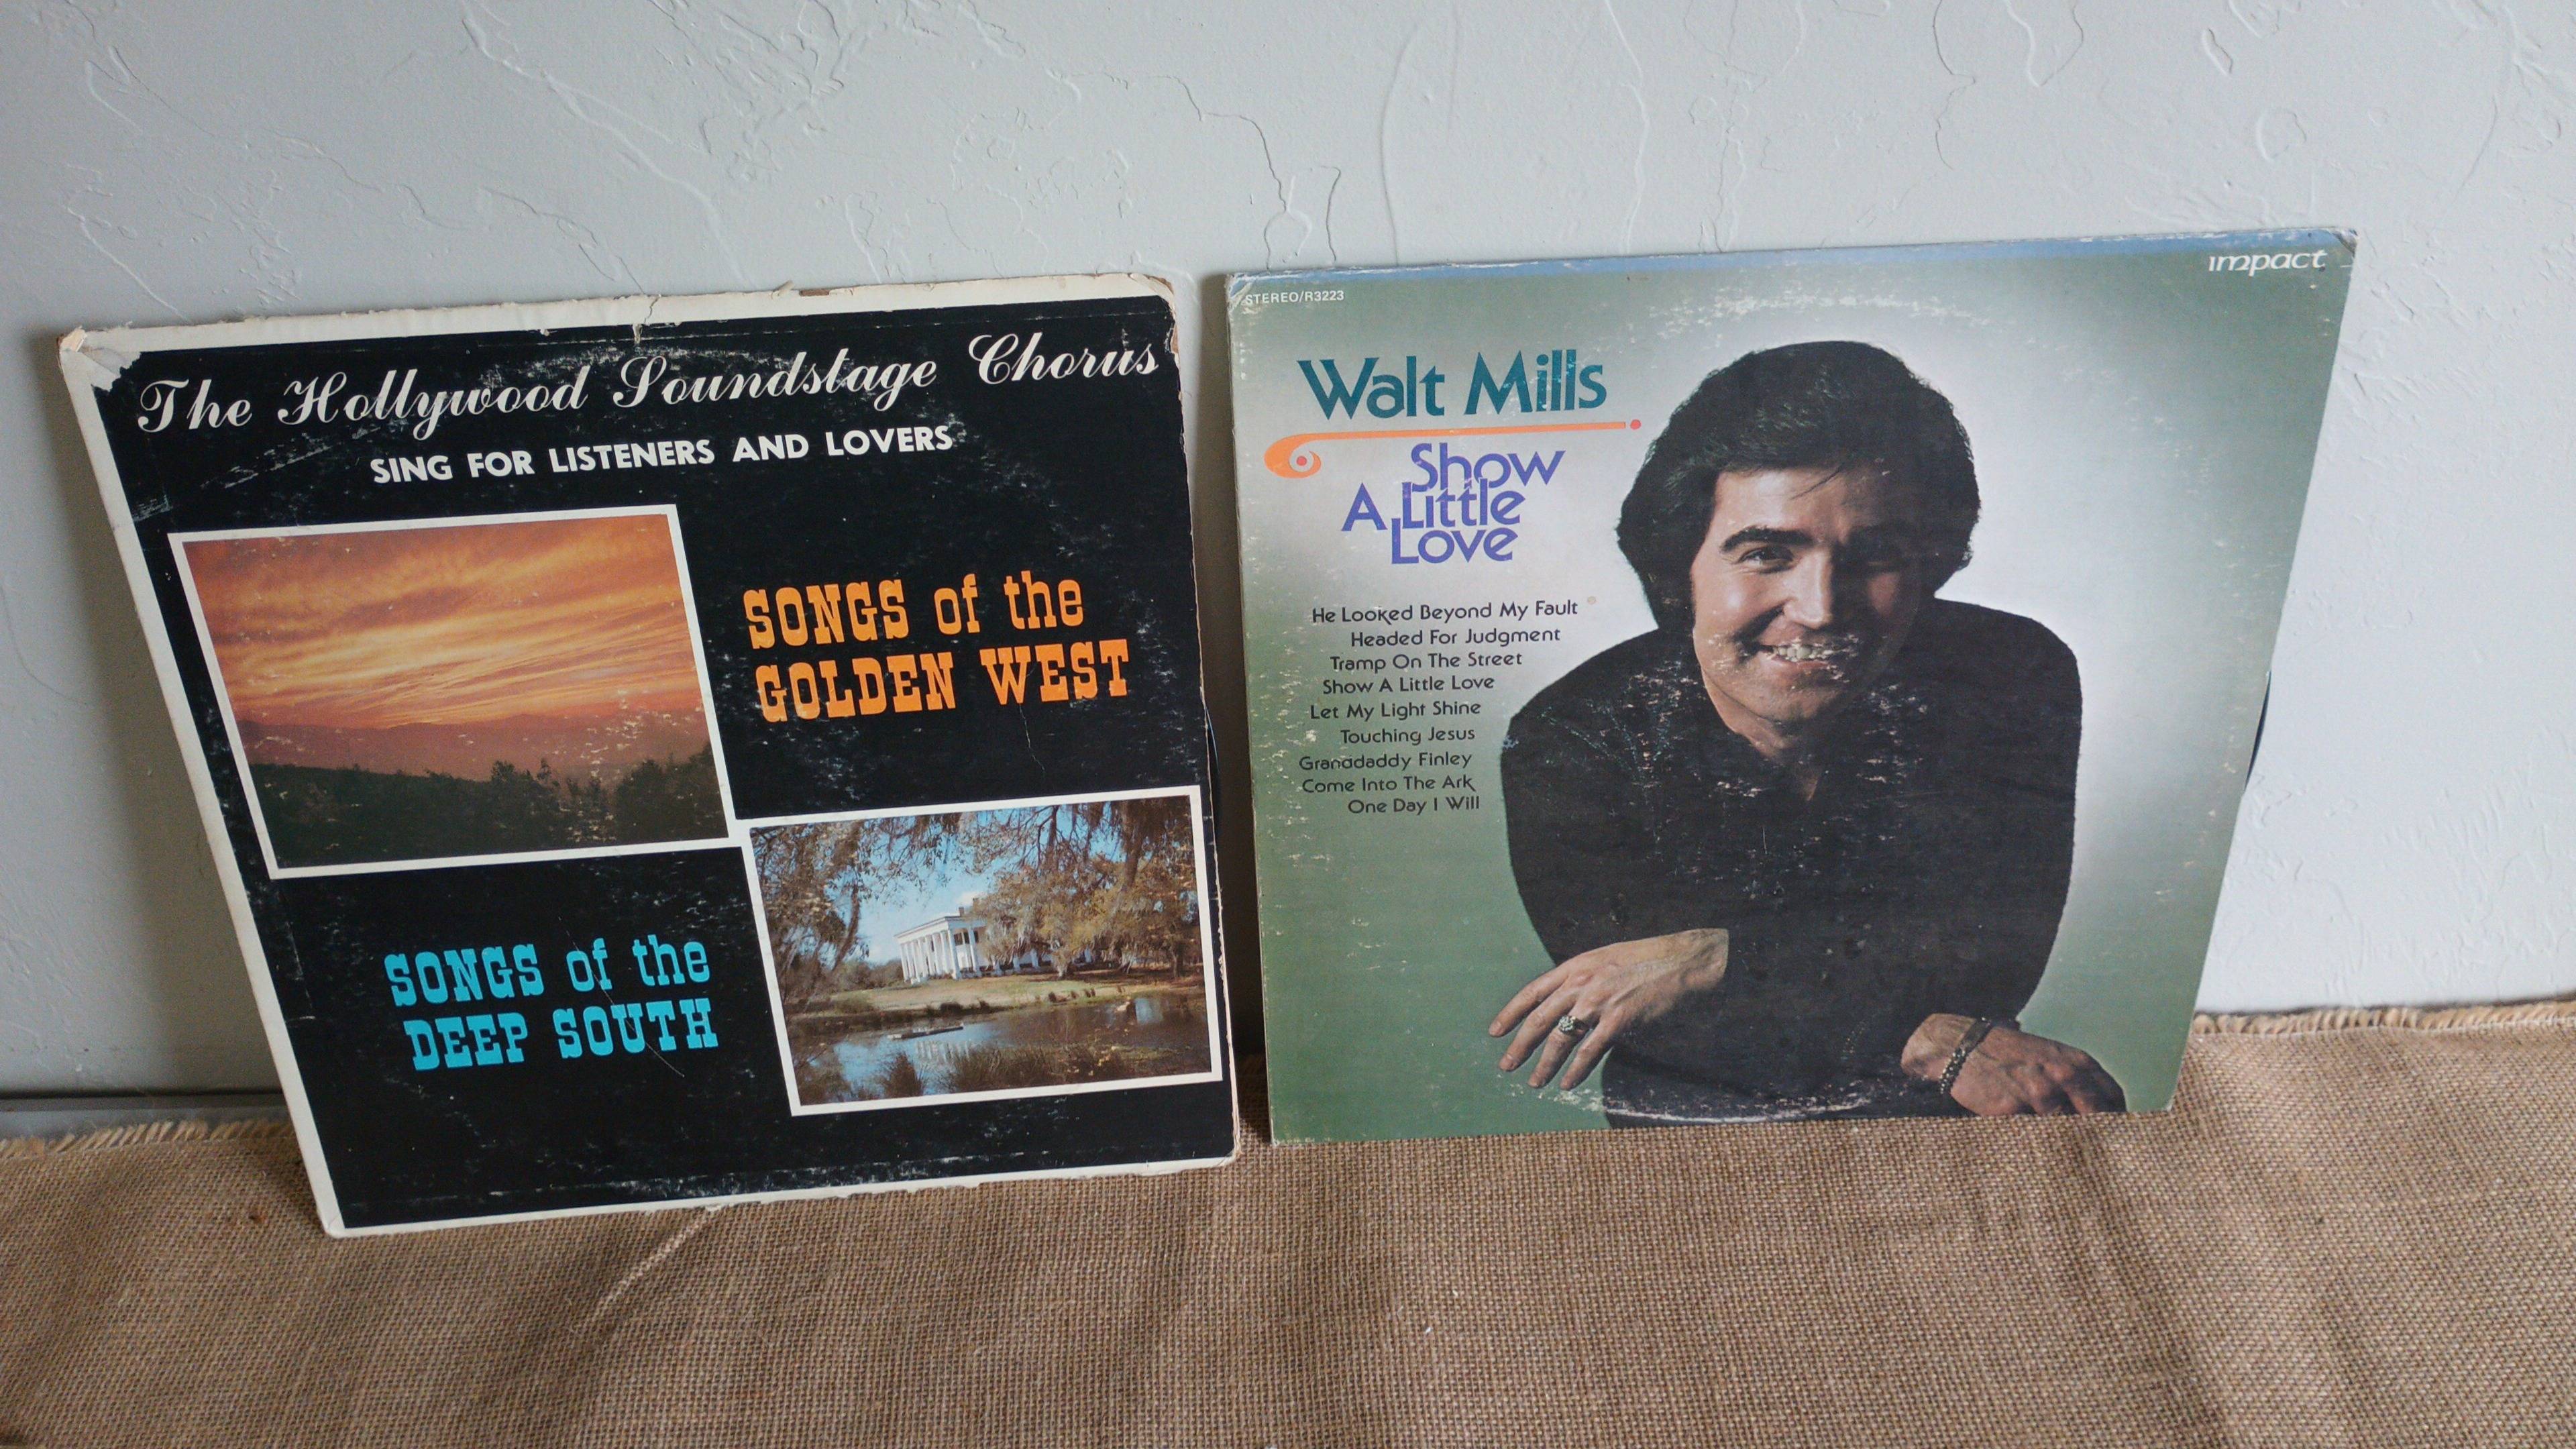 The Hollywood Soundstage Chorus
SING FOR LISTENERS AND LOVERS
SONGS of the
GOLDEN WEST
SONGS of the
DEEP SOUTH
STEREO/R3223
impact
Walt Mills
Show
A Little
Love
He Looked Beyond My Fault
Headed For Judgment
Tramp On The Street
Show A Little Love
Let My Light Shine
Touching Jesus
Grandaddy Finley
Come Into The Ark
One Day I Will